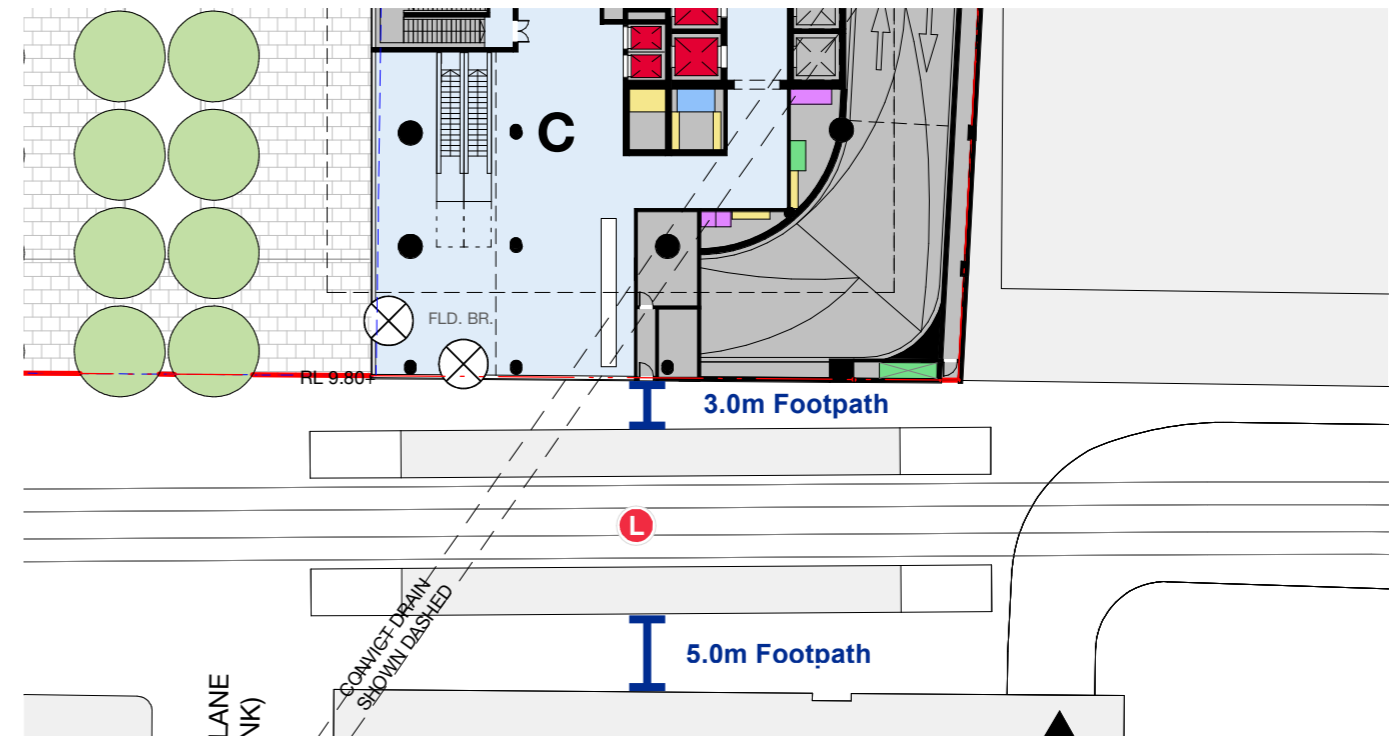 C
FLD. BR.
RL 9.80+
3.0m Footpath
L
CONVICT DRAIN
SHOWN DASHED
5.0m Footpath
LANE
NK)